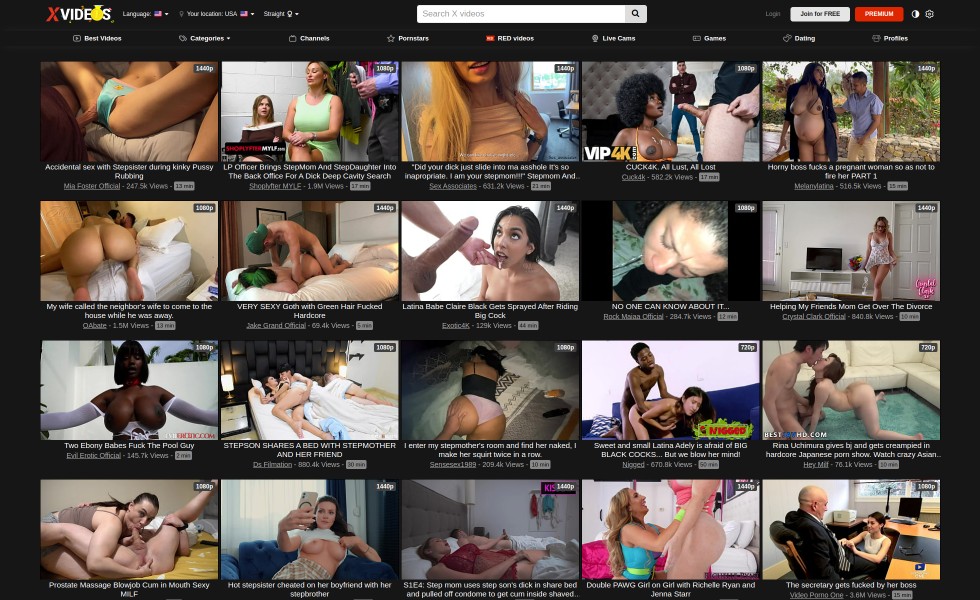 XVIDEOS
Language:
Your location: USA
Straight
Search X videos
Login
Join for FREE
PREMIUM
Best Videos
Categories
Channels
Pornstars
RED videos
Live Cams
Games
Dating
Profiles
1440p
1080p
1440p
1080p
1440p
SHOPLYFTERMYLF.COM
VIP4K
Accidental sex with Stepsister during kinky Pussy
Rubbing
Mia Foster Official - 247.5k Views - 13 min
LP Officer Brings StepMom And StepDaughter Into
The Back Office For A Dick Deep Cavity Search
Shoplyfter MYLF - 1.9M Views - 17 min
"Did your dick just slide into ma asshole It's so
inapropriate. I am your stepmom!!!" Stepmom And..
Sex Associates - 631.2k Views - 21 min
CUCK4K. All Lust, All Lost
Cuck4k - 582.2k Views - 17 min
Horny boss fucks a pregnant woman so as not to
fire her PART 1
Melanylatina - 516.5k Views - 15 min
1080p
1440p
1440p
1080p
1440p
Crystal Clark
My wife called the neighbor's wife to come to the
house while he was away.
OAbate - 1.5M Views - 13 min
VERY SEXY Goth with Green Hair Fucked
Hardcore
Jake Grand Official - 69.4k Views - 5 min
Latina Babe Claire Black Gets Sprayed After Riding
Big Cock
Exotic4K - 129k Views - 44 min
NO ONE CAN KNOW ABOUT IT...
Rock Maiaa Official - 284.7k Views - 12 min
Helping My Friends Mom Get Over The Divorce
Crystal Clark Official - 840.8k Views - 10 min
1080p
1080p
1080p
720p
720p
NIGGED
Two Ebony Babes Fuck The Pool Guy
Evil Erotic Official - 145.7k Views - 2 min
STEPSON SHARES A BED WITH STEPMOTHER
AND HER FRIEND
Ds Filmation - 880.4k Views - 30 min
I enter my stepmother's room and find her naked, I
make her squirt twice in a row.
Sensesex1989 - 209.4k Views - 10 min
Sweet and small Latina Adely is afraid of BIG
BLACK COCKS... But we blow her mind!
Nigged - 670.8k Views - 50 min
Rina Uchimura gives bj and gets creampied in
hardcore Japanese porn show. Watch crazy Asian..
Hey Milf - 76.1k Views - 10 min
1080p
1440p
1440p
1440p
1080p
Prostate Massage Blowjob Cum in Mouth Sexy
MILF
Hot stepsister cheated on her boyfriend with her
stepbrother
S1E4: Step mom uses step son's dick in share bed
and pulled off condome to get cum inside shaved...
Double PAWG Girl on Girl with Richelle Ryan and
Jenna Starr
The secretary gets fucked by her boss
Video Porno One - 3.6M Views - 15 min